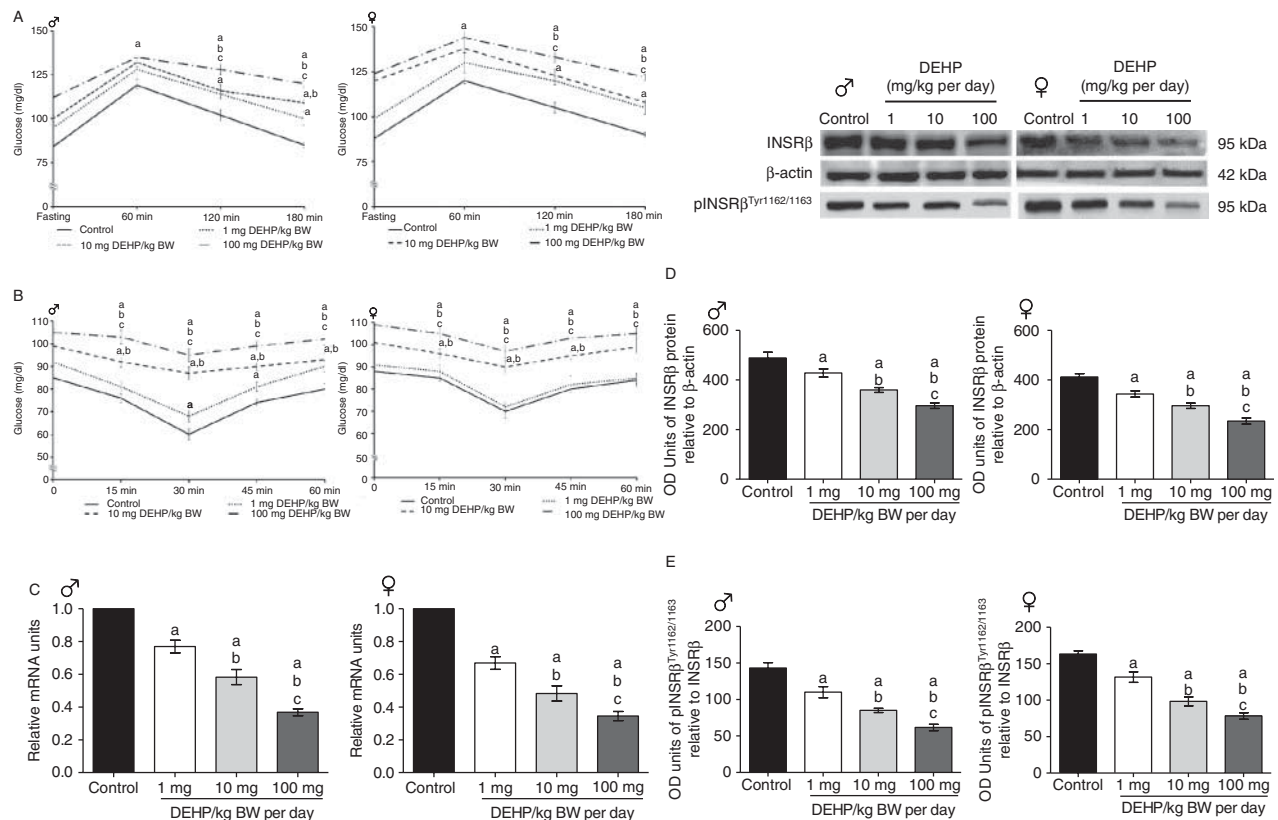 A
♂
150
125
100
75
0
Glucose (mg/dl)
a
a
b
c
a
a
b
c
a,b
a
Fasting
60 min
120 min
180 min
Control
1 mg DEHP/kg BW
10 mg DEHP/kg BW
100 mg DEHP/kg BW
♀
150
125
100
75
0
Glucose (mg/dl)
a
a
b
c
a
a
b
c
a
a
Fasting
60 min
120 min
180 min
Control
1 mg DEHP/kg BW
10 mg DEHP/kg BW
100 mg DEHP/kg BW
DEHP
(mg/kg per day)
♂
Control
1
10
100
DEHP
(mg/kg per day)
♀
Control
1
10
100
INSRβ
95 kDa
β-actin
42 kDa
pINSRβTyr1162/1163
95 kDa
B
♂
110
100
90
80
70
60
50
0
Glucose (mg/dl)
a
b
c
a,b
a
b
c
a,b
a
a
b
c
a,b
a
a
b
c
a,b
0
15 min
30 min
45 min
60 min
Control
1 mg DEHP/kg BW
10 mg DEHP/kg BW
100 mg DEHP/kg BW
♀
110
100
90
80
70
60
50
0
Glucose (mg/dl)
a
b
c
a,b
a
b
c
a,b
a
b
c
a,b
a
b
c
a,b
0
15 min
30 min
45 min
60 min
Control
1 mg DEHP/kg BW
10 mg DEHP/kg BW
100 mg DEHP/kg BW
C
♂
Relative mRNA units
1.0
0.8
0.6
0.4
0.2
0.0
a
a
b
a
b
c
Control
1 mg
10 mg
100 mg
DEHP/kg BW per day
♀
Relative mRNA units
1.0
0.8
0.6
0.4
0.2
0.0
a
a
b
a
b
c
Control
1 mg
10 mg
100 mg
DEHP/kg BW per day
D
♂
OD Units of INSRβ protein
relative to β-actin
600
400
200
0
a
a
b
a
b
c
Control
1 mg
10 mg
100 mg
DEHP/kg BW per day
♀
OD units of INSRβ protein
relative to β-actin
600
400
200
0
a
a
b
a
b
c
Control
1 mg
10 mg
100 mg
DEHP/kg BW per day
E
♂
OD units of pINSRβTyr1162/1163
relative to INSRβ
200
150
100
50
0
a
a
b
a
b
c
Control
1 mg
10 mg
100 mg
DEHP/kg BW per day
♀
OD Units of pINSRβTyr1162/1163
relative to INSRβ
200
150
100
50
0
a
a
b
a
b
c
Control
1 mg
10 mg
100 mg
DEHP/kg BW per day